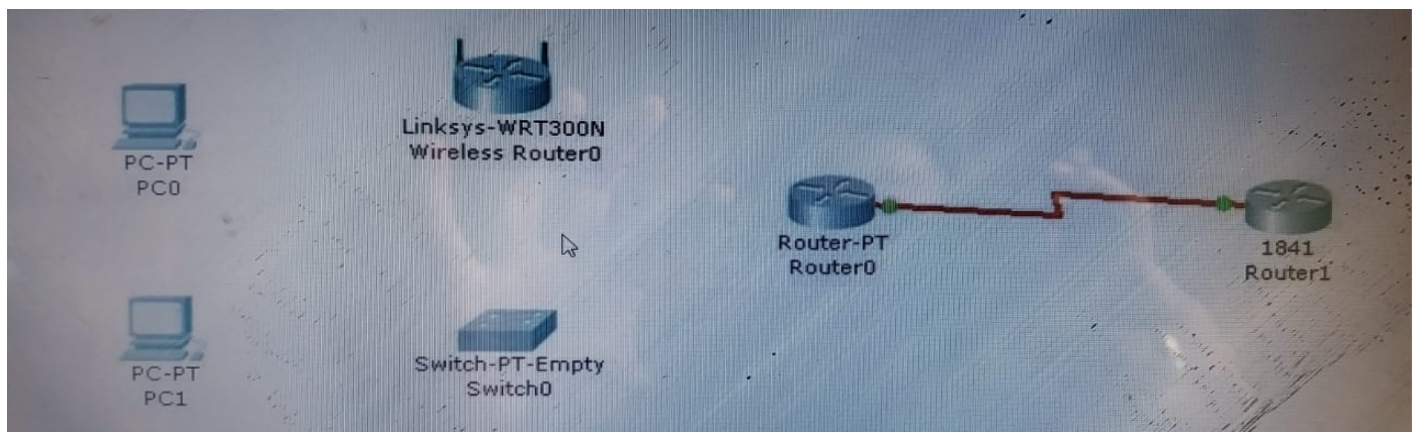 Linksys-WRT300N
Wireless Router0
PC-PT
PC0
Router-PT
Router0
1841
Router1
Switch-PT-Empty
Switch0
PC-PT
PC1